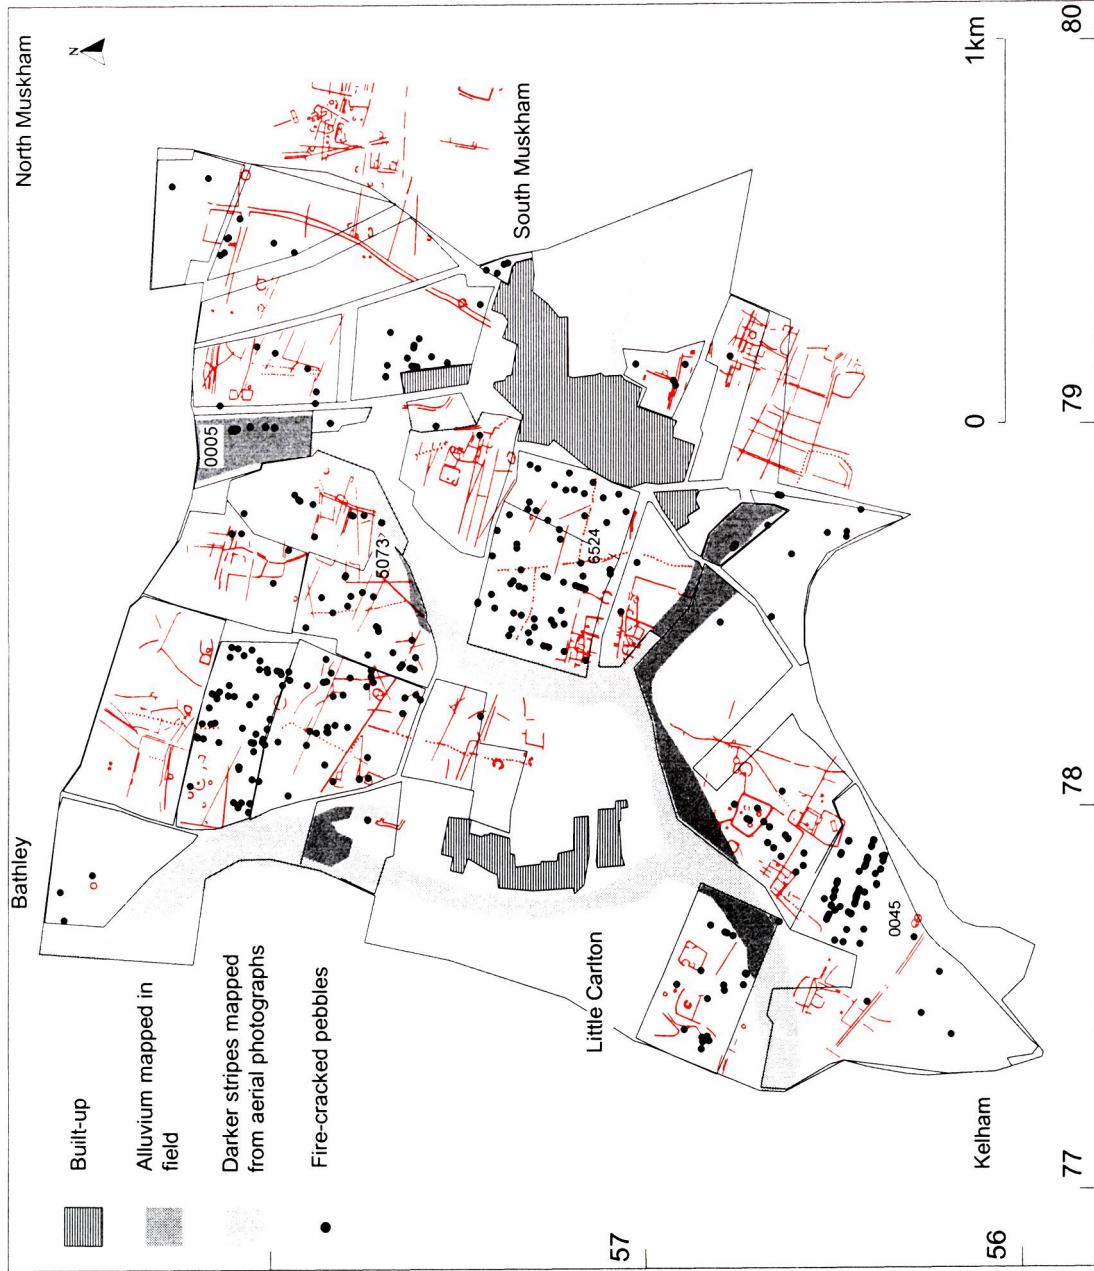 North Muskham
N
Bathley
South Muskham
0005
5073
6524
0045
Little Carlton
Kelham
Built-up
Alluvium mapped in
field
Darker stripes mapped
from aerial photographs
Fire-cracked pebbles
0
1km
57
56
77
78
79
80